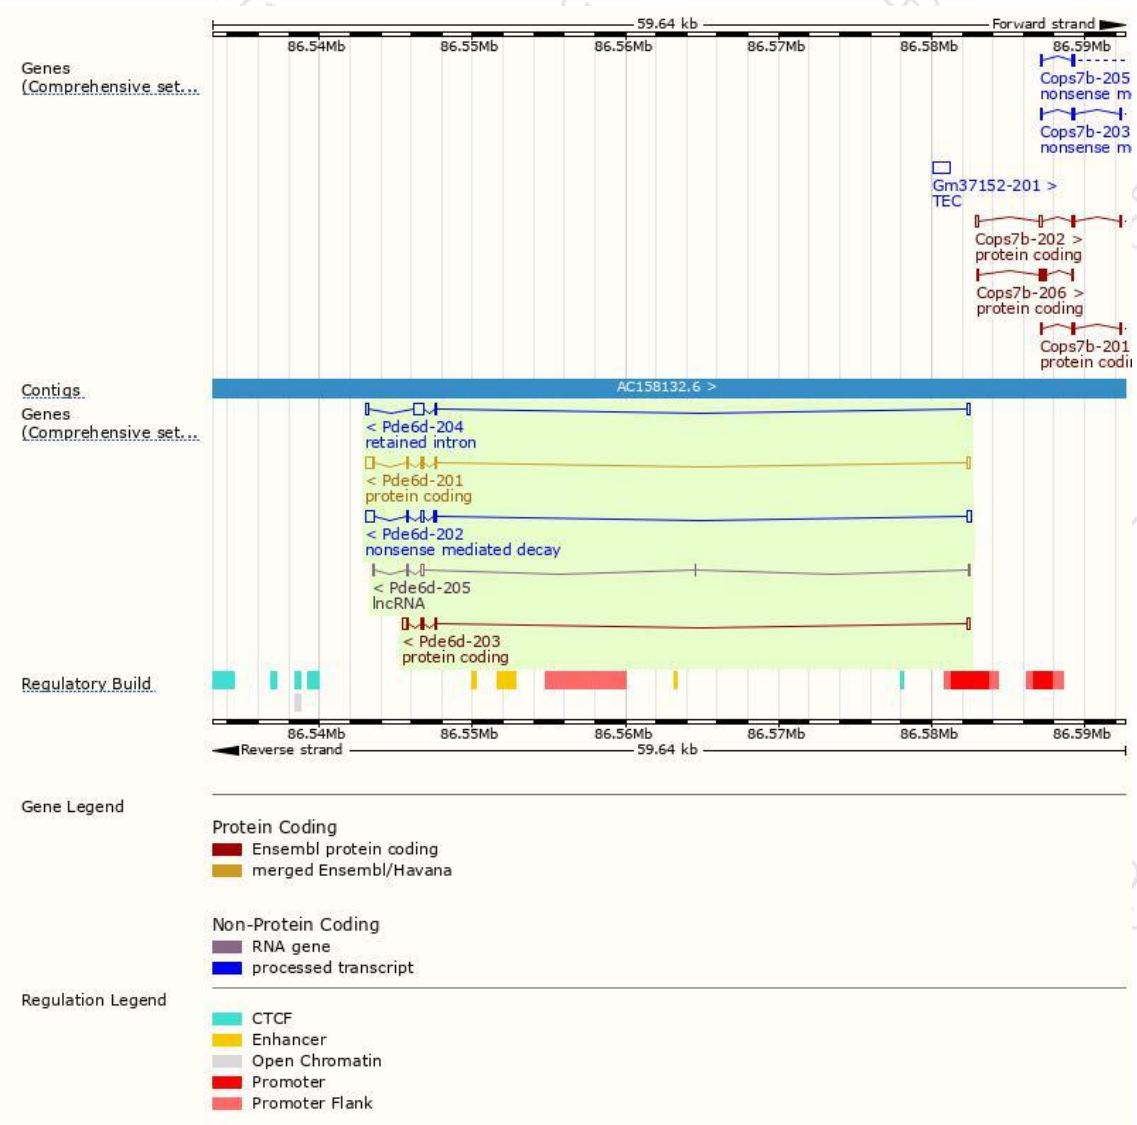 59.64 kb Forward strand
86.54Mb 86.55Mb 86.56Mb 86.57Mb 86.58Mb 86.59Mb
Genes
(Comprehensive set...
Cops7b-205
nonsense m
Cops7b-203
nonsense m
Gm37152-201 >
TEC
Cops7b-202 >
protein coding
Cops7b-206 >
protein coding
Cops7b-201
protein codi
Contigs
AC158132.6 >
Genes
(Comprehensive set...
< Pde6d-204
retained intron
< Pde6d-201
protein coding
< Pde6d-202
nonsense mediated decay
< Pde6d-205
lncRNA
< Pde6d-203
protein coding
Regulatory Build
86.54Mb 86.55Mb 86.56Mb 86.57Mb 86.58Mb 86.59Mb
Reverse strand 59.64 kb
Gene Legend
Protein Coding
Ensembl protein coding
merged Ensembl/Havana
Non-Protein Coding
RNA gene
processed transcript
Regulation Legend
CTCF
Enhancer
Open Chromatin
Promoter
Promoter Flank